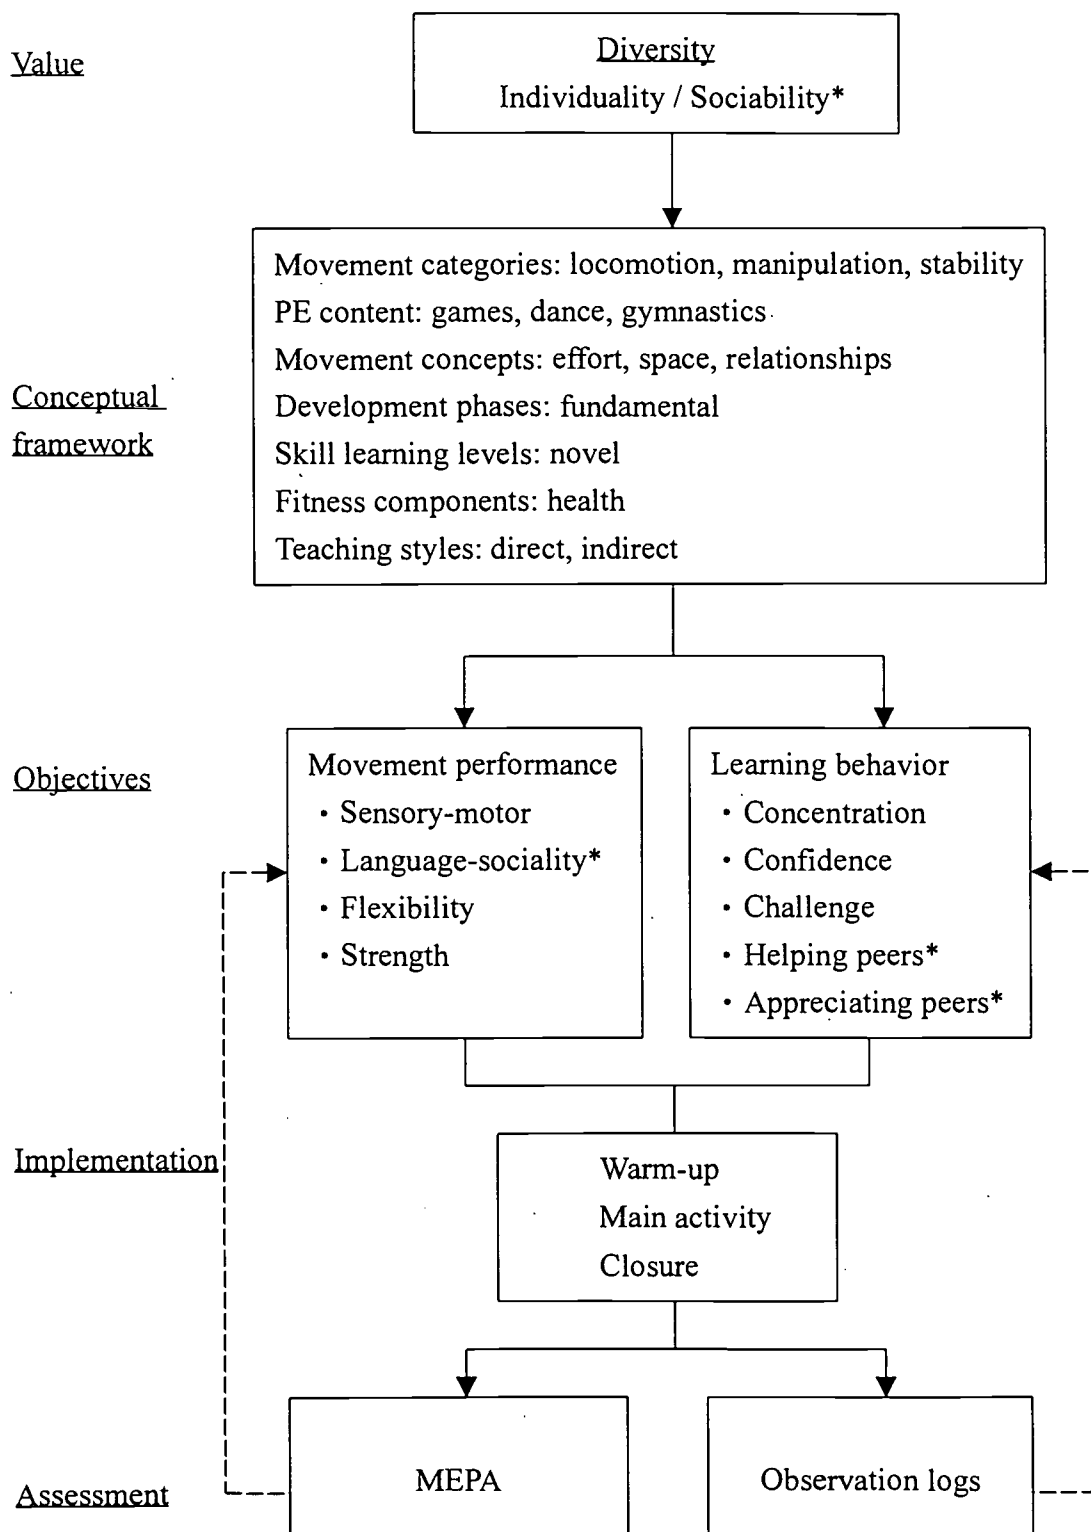 Value
Diversity
Individuality / Sociability*
Conceptual
framework
Movement categories: locomotion, manipulation, stability
PE content: games, dance, gymnastics
Movement concepts: effort, space, relationships
Development phases: fundamental
Skill learning levels: novel
Fitness components: health
Teaching styles: direct, indirect
Objectives
Movement performance
・Sensory-motor
・Language-sociality*
・Flexibility
・Strength
Learning behavior
・Concentration
・Confidence
・Challenge
・Helping peers*
・Appreciating peers*
Implementation
Warm-up
Main activity
Closure
Assessment
MEPA
Observation logs